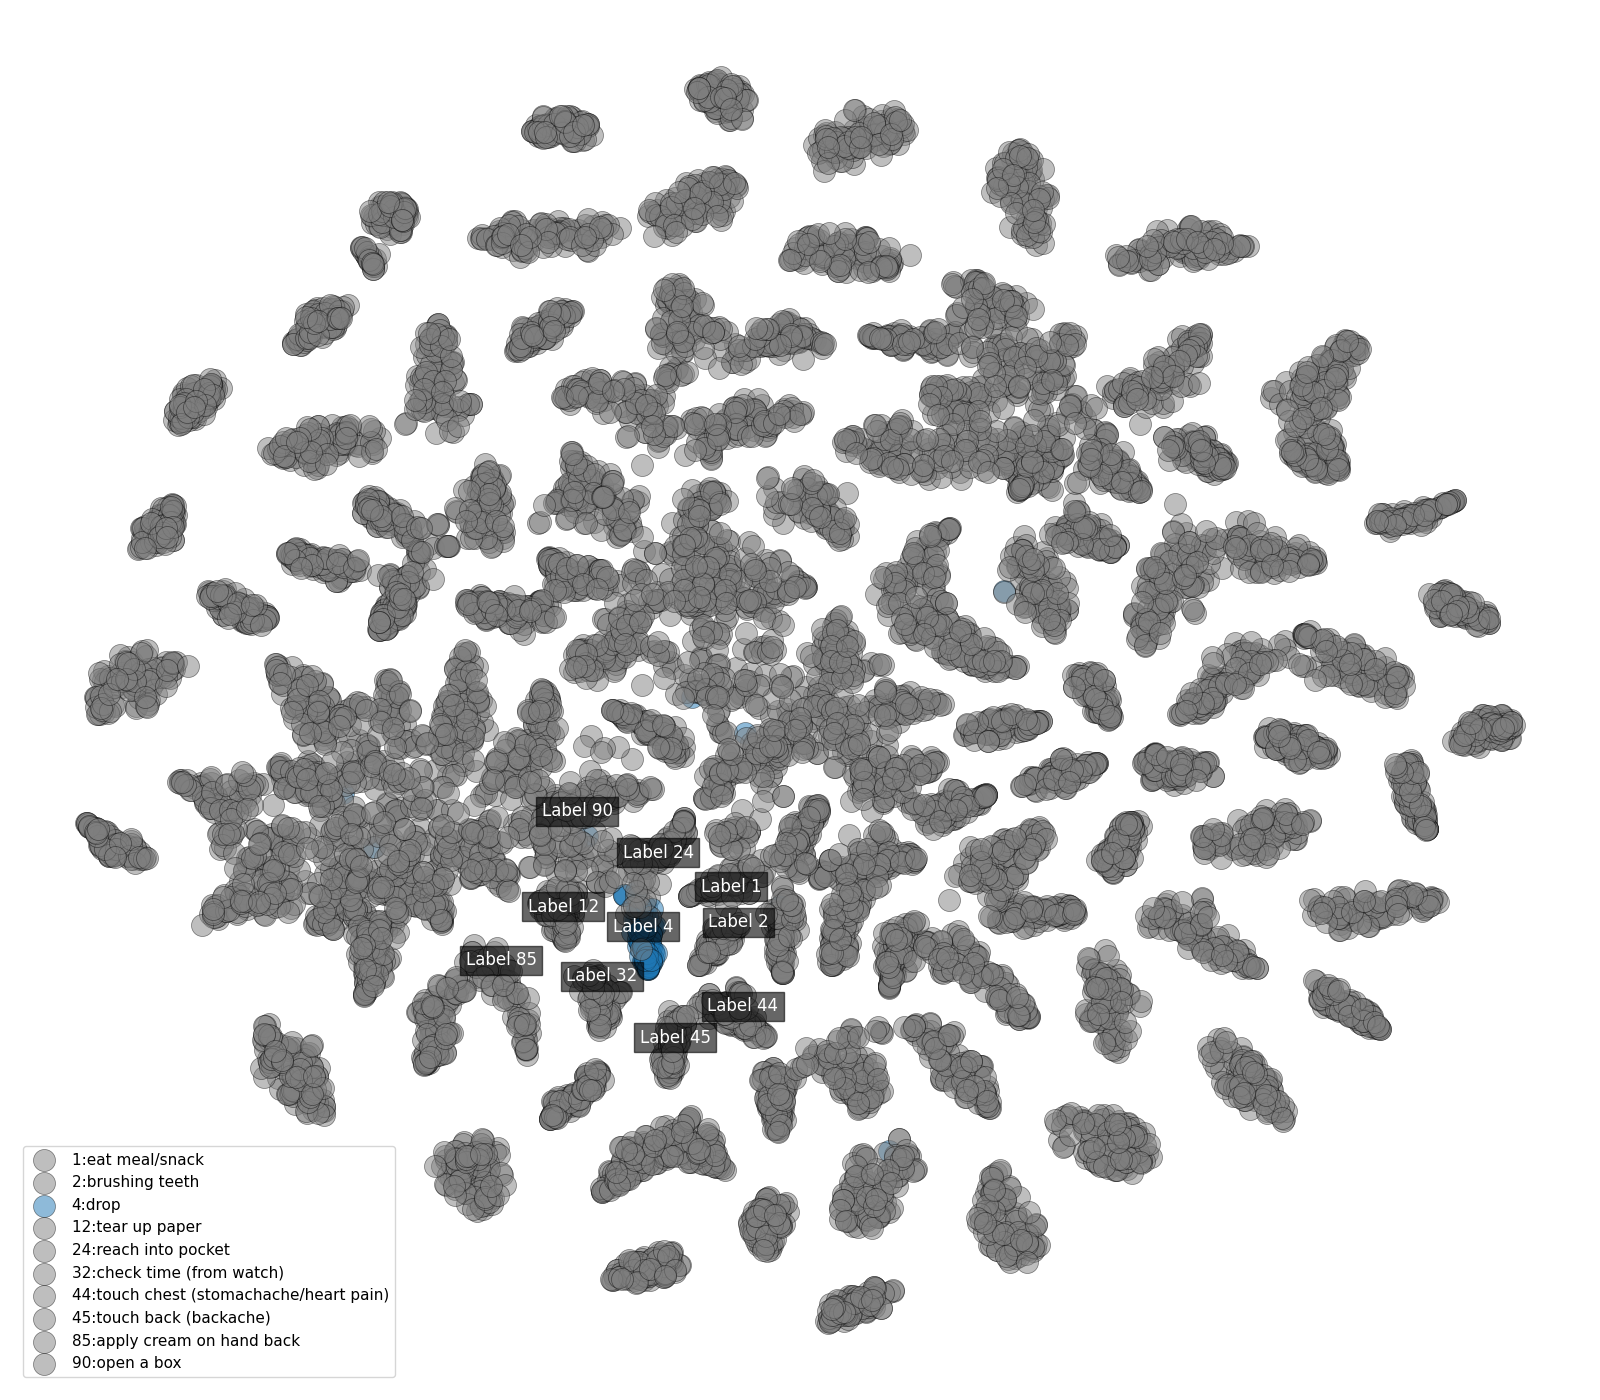 Label 90
Label 24
Label 1
Label 12
Label 2
Label 4
Label 85
Label 32
Label 44
Label 45
1:eat meal/snack
2:brushing teeth
4:drop
12:tear up paper
24:reach into pocket
32:check time (from watch)
44:touch chest (stomachache/heart pain)
45:touch back (backache)
85:apply cream on hand back
90:open a box